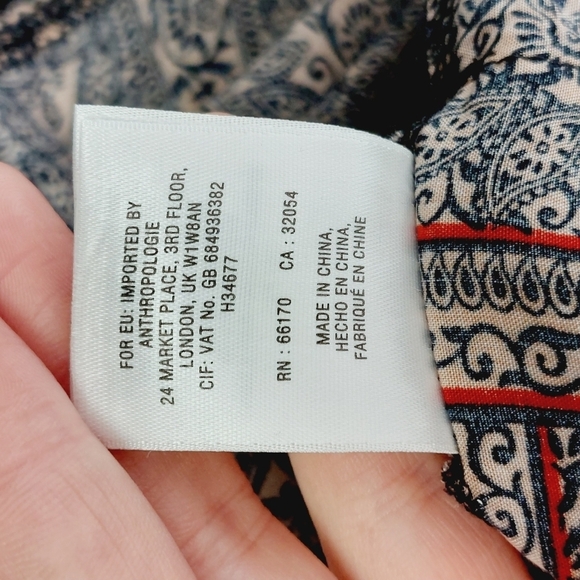 FOR EU: IMPORTED BY
ANTHROPOLOGIE
24 MARKET PLACE, 3RD FLOOR,
LONDON, UK W1W8AN
CIF: VAT No. GB 684936382
H34677
RN : 66170 CA : 32054
MADE IN CHINA,
HECHO EN CHINA,
FABRIQUÉ EN CHINE